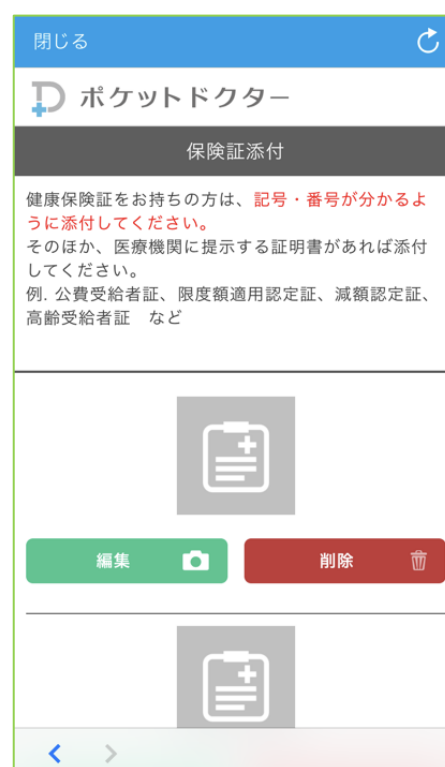 閉じる
ポケットドクター
保険証添付
健康保険証をお持ちの方は、記号・番号が分かるよ
うに添付してください。
そのほか、医療機関に提示する証明書があれば添付
してください。
例. 公費受給者証、限度額適用認定証、減額認定証、
高齢受給者証　など
編集
削除